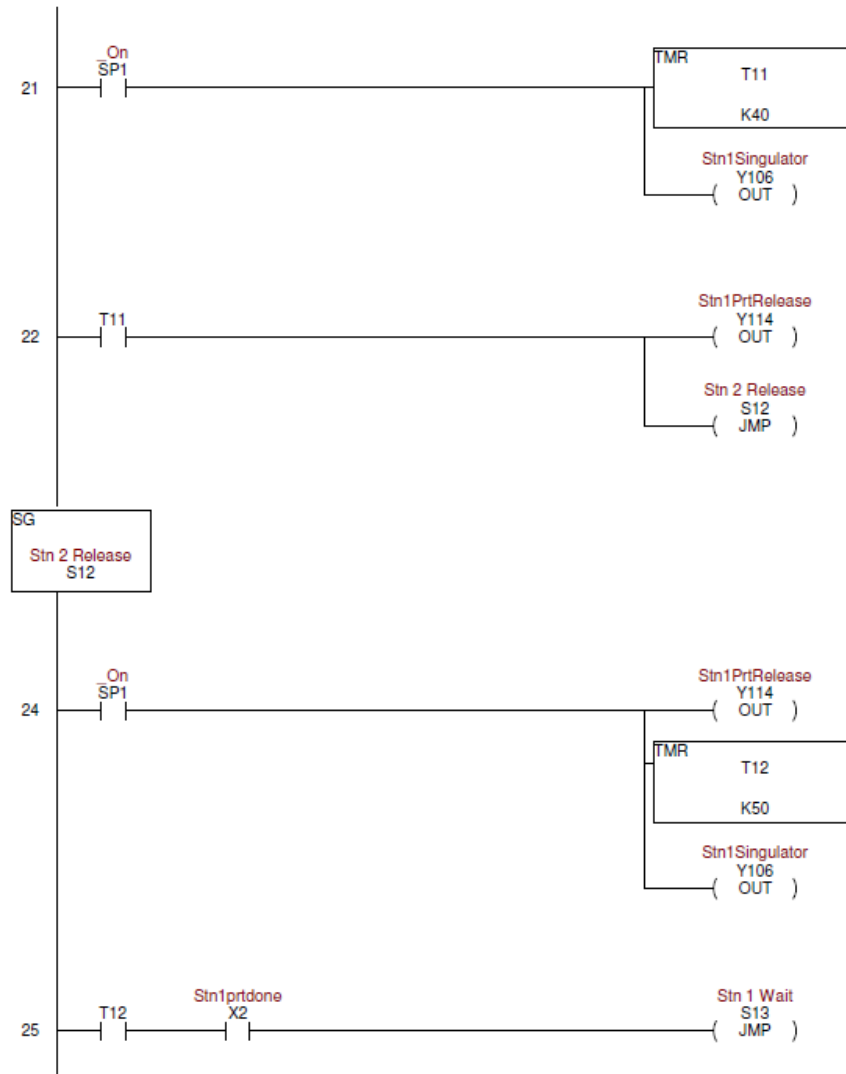 _On
SP1
21
TMR
T11
K40
Stn1Singulator
Y106
OUT
T11
22
Stn1PrtRelease
Y114
OUT
Stn 2 Release
S12
JMP
SG
Stn 2 Release
S12
_On
SP1
24
Stn1PrtRelease
Y114
OUT
TMR
T12
K50
Stn1Singulator
Y106
OUT
25
T12
Stn1prtdone
X2
Stn 1 Wait
S13
JMP